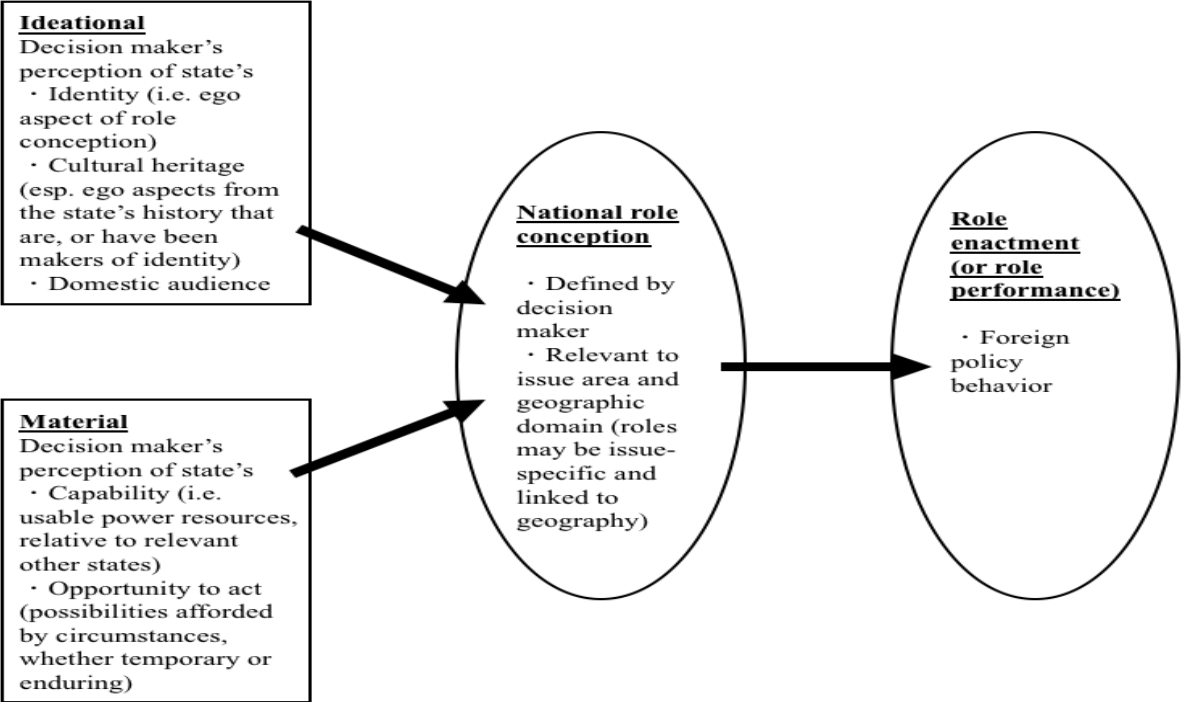 Ideational
Decision maker's
perception of state's
· Identity (i.e. ego
aspect of role
conception)
· Cultural heritage
(esp. ego aspects from
the state's history that
are, or have been
makers of identity)
· Domestic audience
Material
Decision maker's
perception of state's
· Capability (i.e.
usable power resources,
relative to relevant
other states)
· Opportunity to act
(possibilities afforded
by circumstances,
whether temporary or
enduring)
National role
conception
· Defined by
decision
maker
· Relevant to
issue area and
geographic
domain (roles
may be issue-
specific and
linked to
geography)
Role
enactment
(or role
performance)
· Foreign
policy
behavior